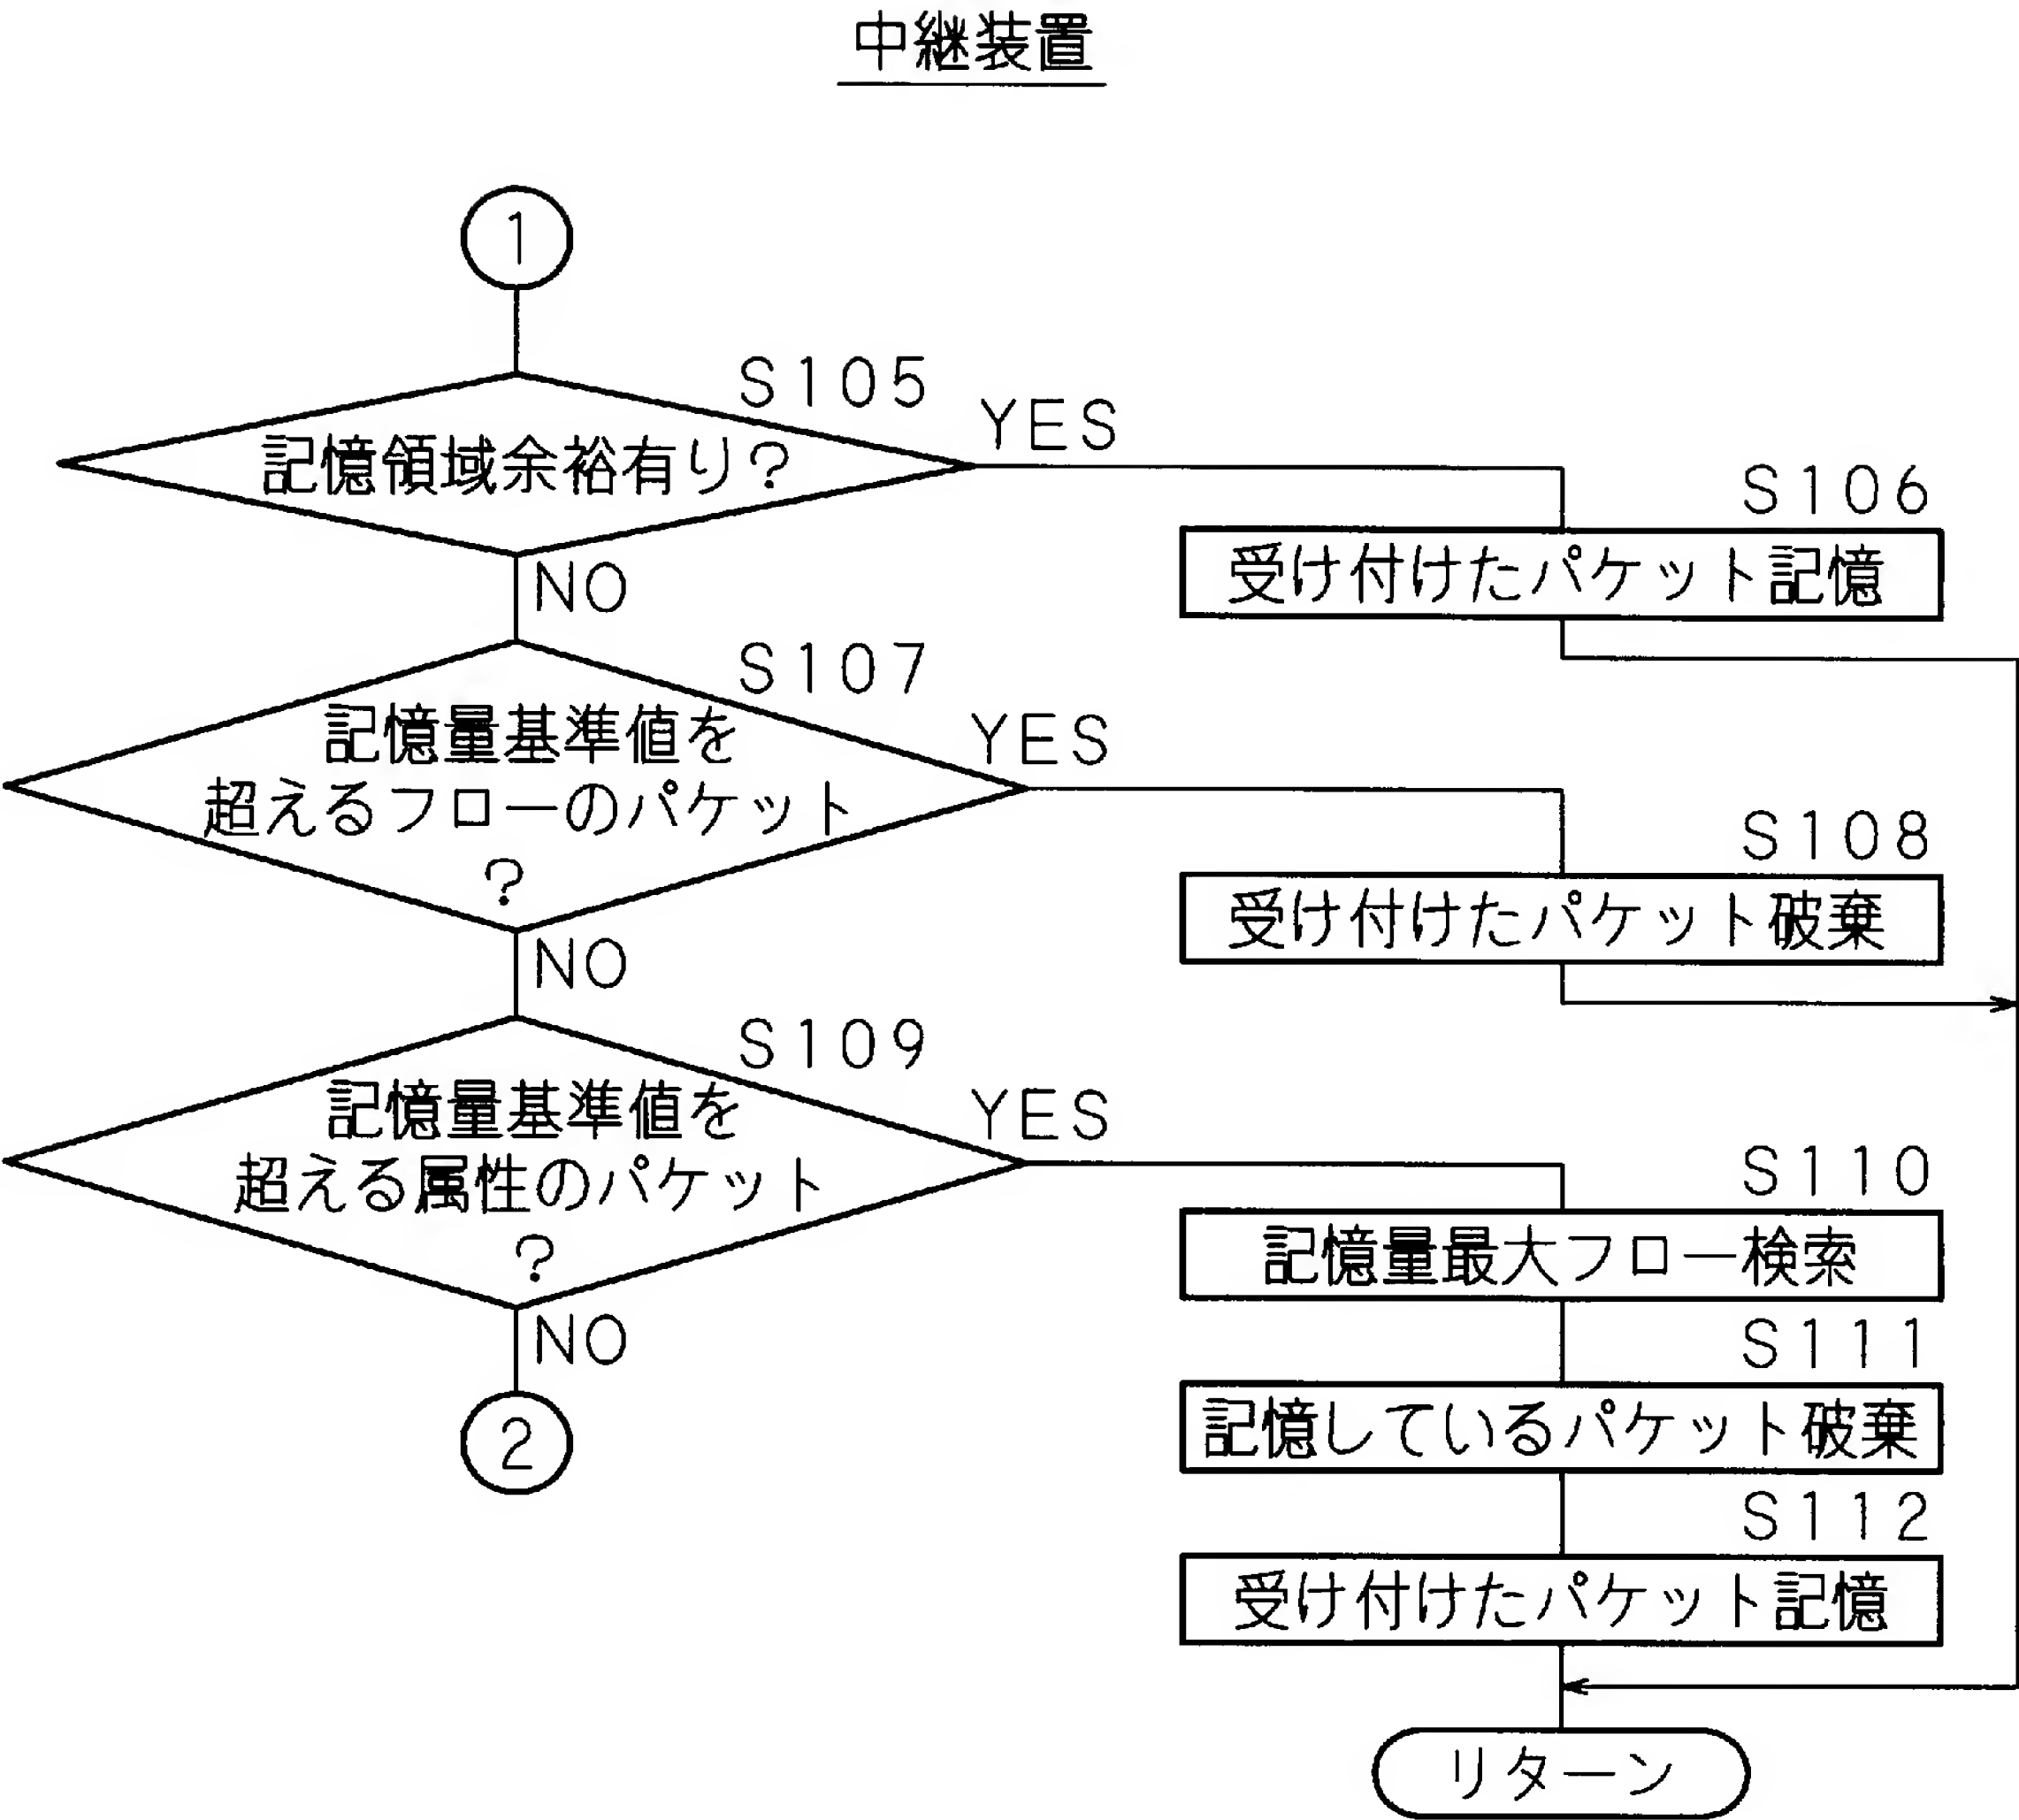 中継装置
1
S105
記憶領域余裕有り?
YES
NO
S106
受け付けたパケット記憶
S107
記憶量基準値を
超えるフローのパケット
?
YES
NO
S108
受け付けたパケット破棄
S109
記憶量基準値を
超える属性のパケット
?
YES
NO
2
S110
記憶量最大フロー検索
S111
記憶しているパケット破棄
S112
受け付けたパケット記憶
リターン